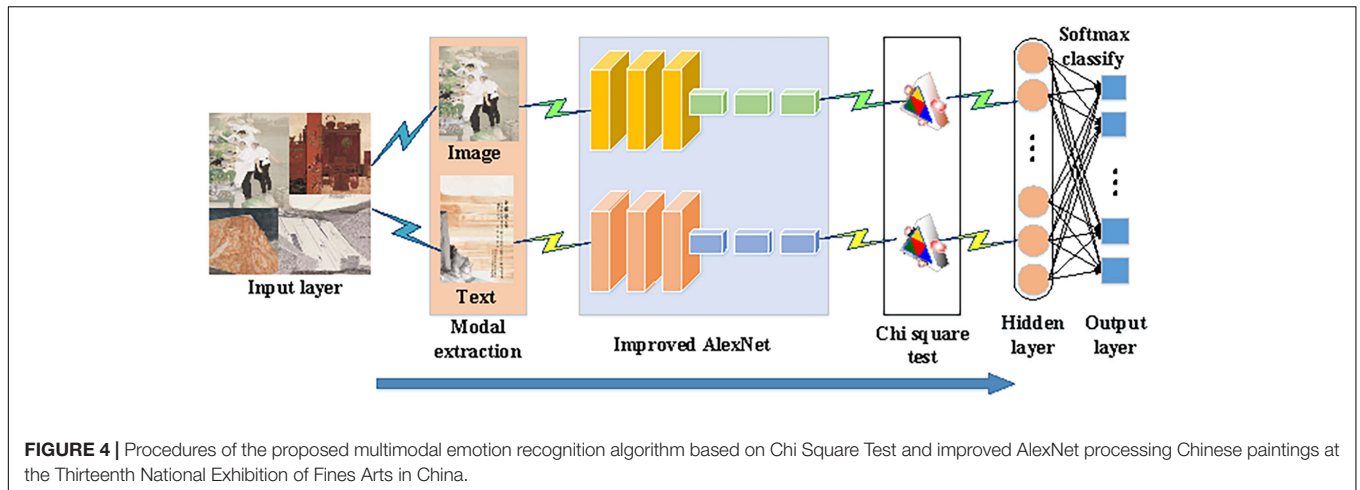 Softmax
classify
Image
Input layer
Text
Modal
extraction
Improved AlexNet
Chi square
test
Hidden
layer
Output
layer
FIGURE 4 | Procedures of the proposed multimodal emotion recognition algorithm based on Chi Square Test and improved AlexNet processing Chinese paintings at
the Thirteenth National Exhibition of Fines Arts in China.